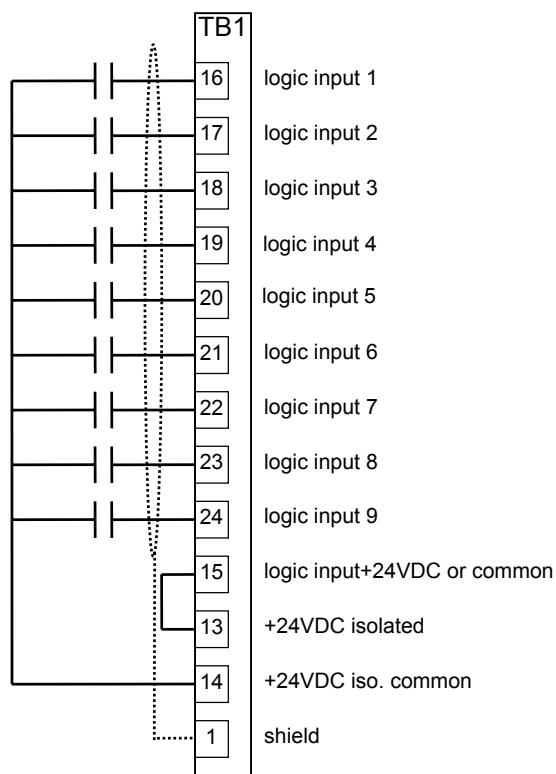 TB1
16 logic input 1
17 logic input 2
18 logic input 3
19 logic input 4
20 logic input 5
21 logic input 6
22 logic input 7
23 logic input 8
24 logic input 9
15 logic input+24VDC or common
13 +24VDC isolated
14 +24VDC iso. common
1 shield